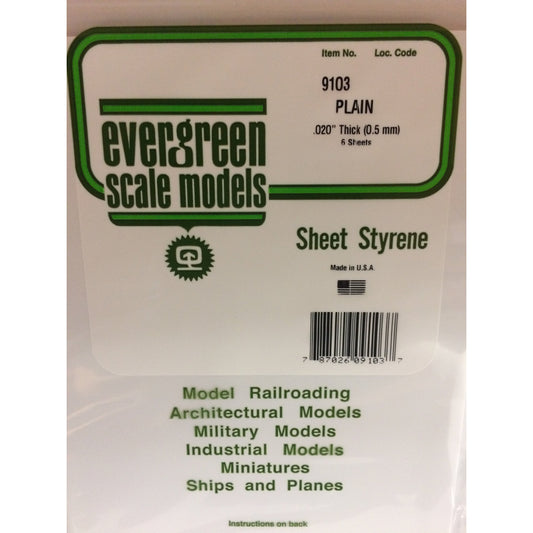 Item No. Loc. Code
9103
PLAIN
.020" Thick (0.5 mm)
6 Sheets
evergreen
scale models
Sheet Styrene
Made in U.S.A.
7 87026 09103 7
Model Railroading
Architectural Models
Military Models
Industrial Models
Miniatures
Ships and Planes
Instructions on back